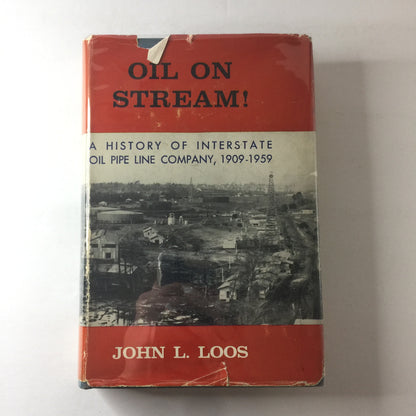 OIL ON
STREAM!
A HISTORY OF INTERSTATE
OIL PIPE LINE COMPANY, 1909-1959
JOHN L. LOOS